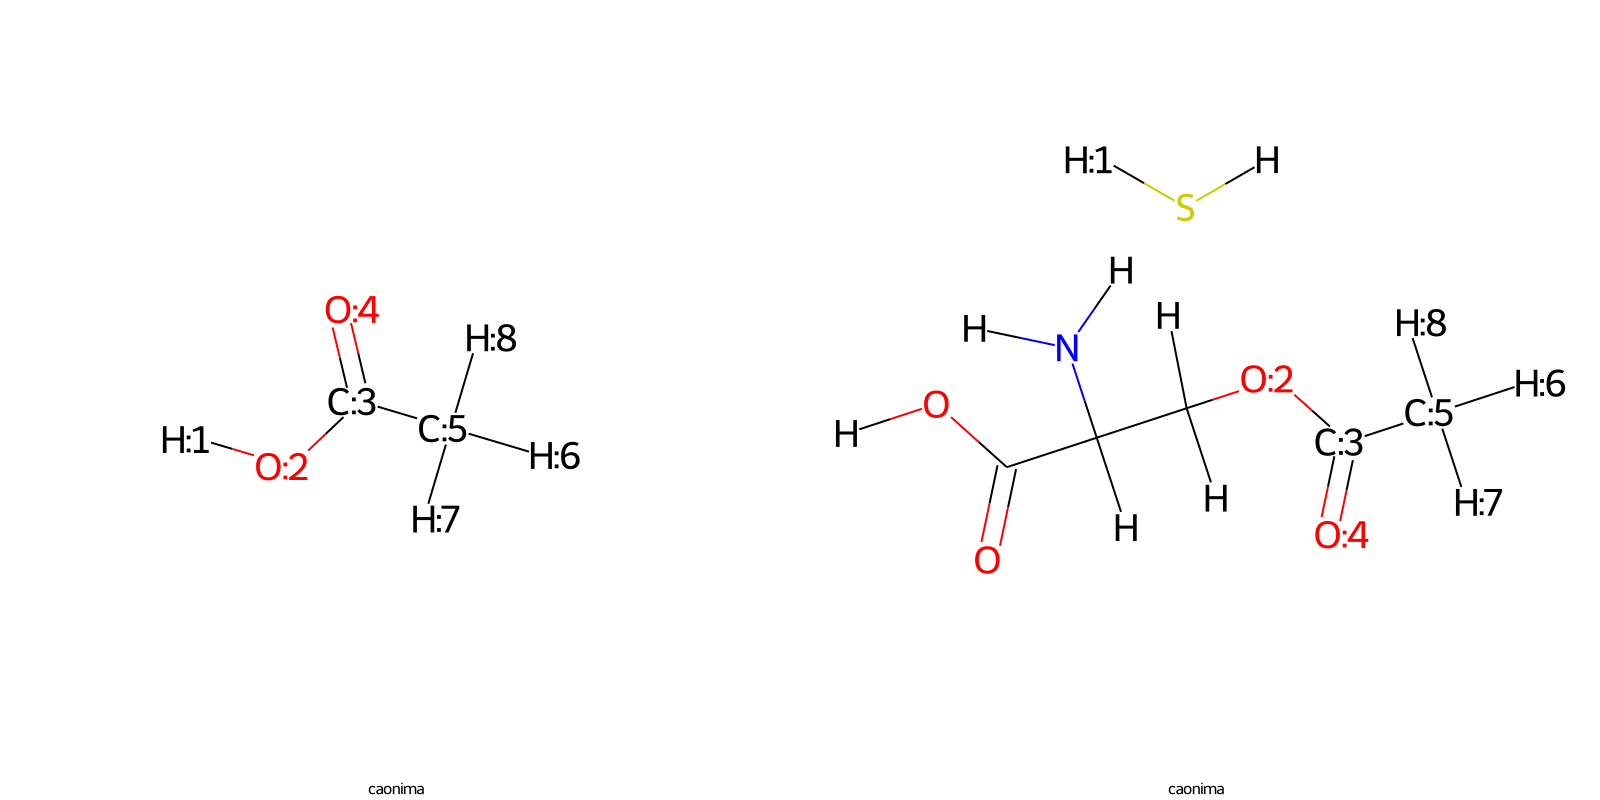 H:1 H
S
H
H H
N H:8
O:4 H:8 O:2 H:6
C:3 O C:5
H:1 C:5 H C:3
O:2 H:6 H H:7
H:7 H O:4
O
caonima caonima